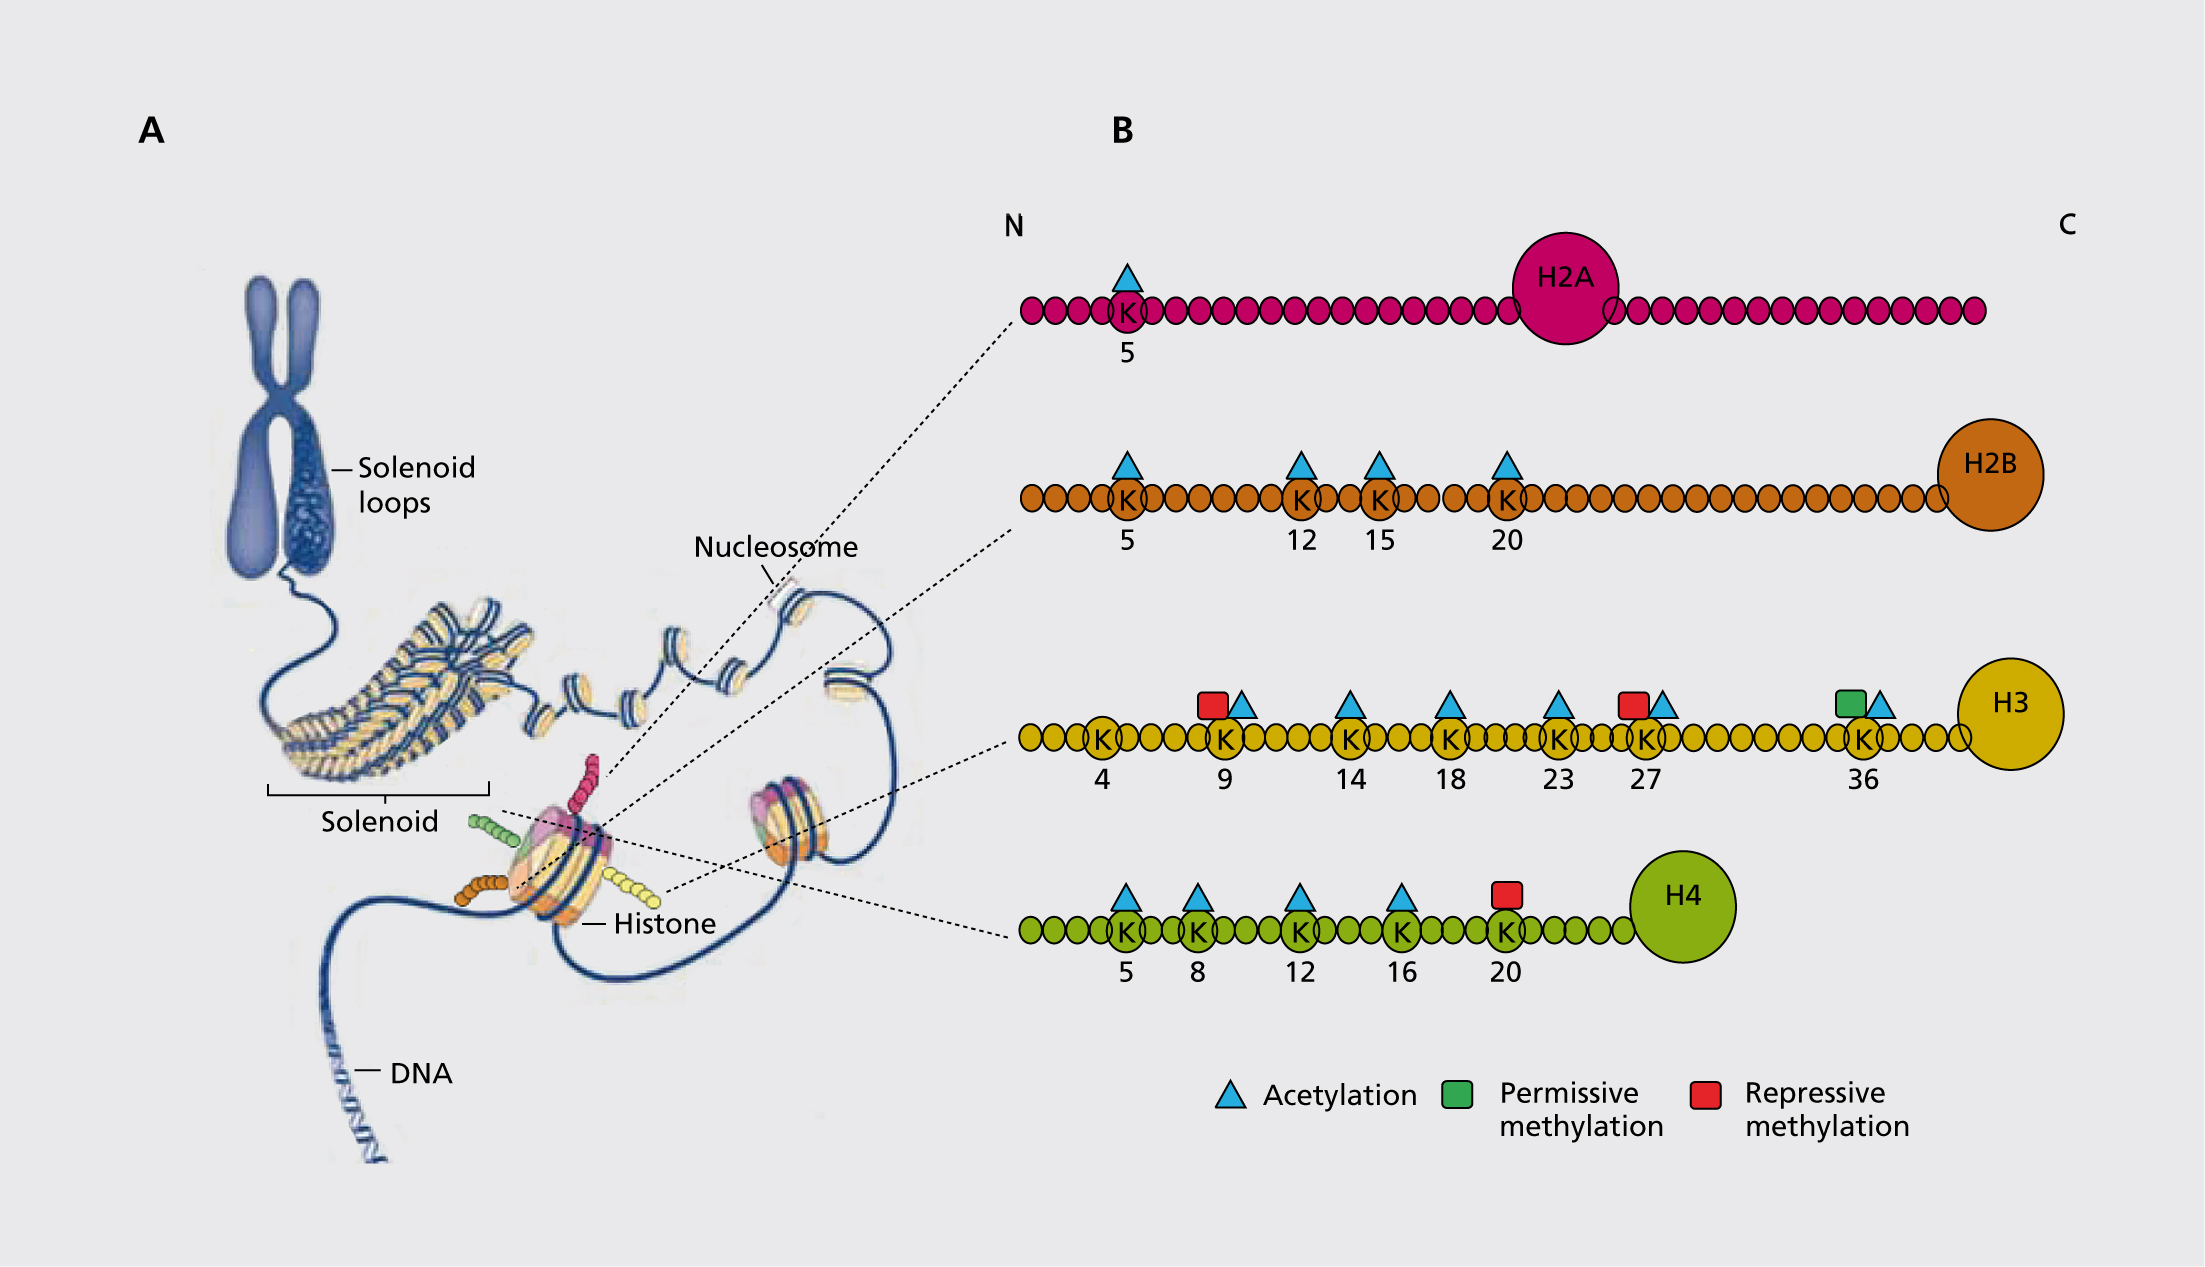 A
B
N
C
H2A
K
5
Solenoid
loops
H2B
K K K K
5 12 15 20
Nucleosome
H3
K K K K K K K
4 9 14 18 23 27 36
Solenoid
H4
K K K K K
5 8 12 16 20
Histone
DNA
Acetylation
Permissive
methylation
Repressive
methylation